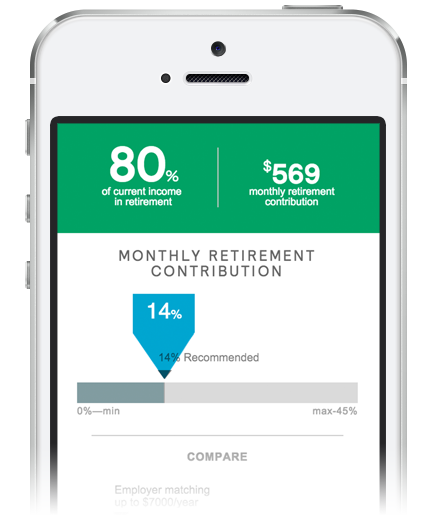 80%
of current income
in retirement
$569
monthly retirement
contribution
MONTHLY RETIREMENT
CONTRIBUTION
14%
14% Recommended
0%—min
max-45%
COMPARE
Employer matching
up to $7000/year